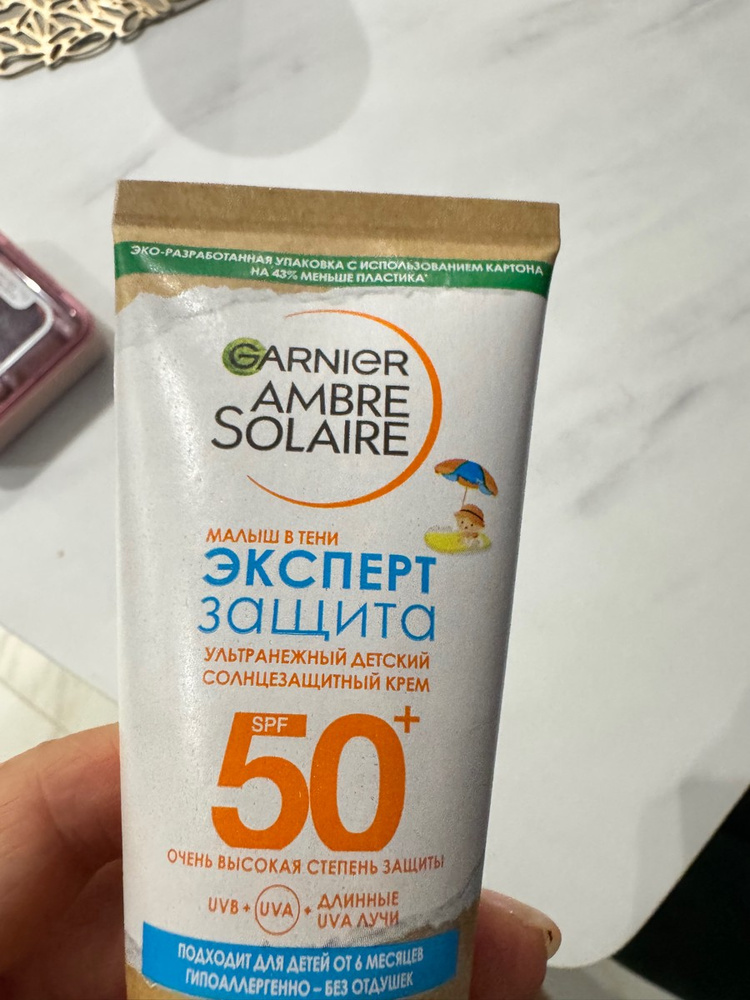 ЭКО-РАЗРАБОТАННАЯ УПАКОВКА С ИСПОЛЬЗОВАНИЕМ КАРТОНА
НА 43% МЕНЬШЕ ПЛАСТИКА*
GARNIER
AMBRE
SOLAIRE
МАЛЫШ В ТЕНИ
ЭКСПЕРТ
защита
УЛЬТРАНЕЖНЫЙ ДЕТСКИЙ
СОЛНЦЕЗАЩИТНЫЙ КРЕМ
SPF
50+
ОЧЕНЬ ВЫСОКАЯ СТЕПЕНЬ ЗАЩИТЫ
UVB + UVA + ДЛИННЫЕ
UVA ЛУЧИ
ПОДХОДИТ ДЛЯ ДЕТЕЙ ОТ 6 МЕСЯЦЕВ
ГИПОАЛЛЕРГЕННО – БЕЗ ОТДУШЕК